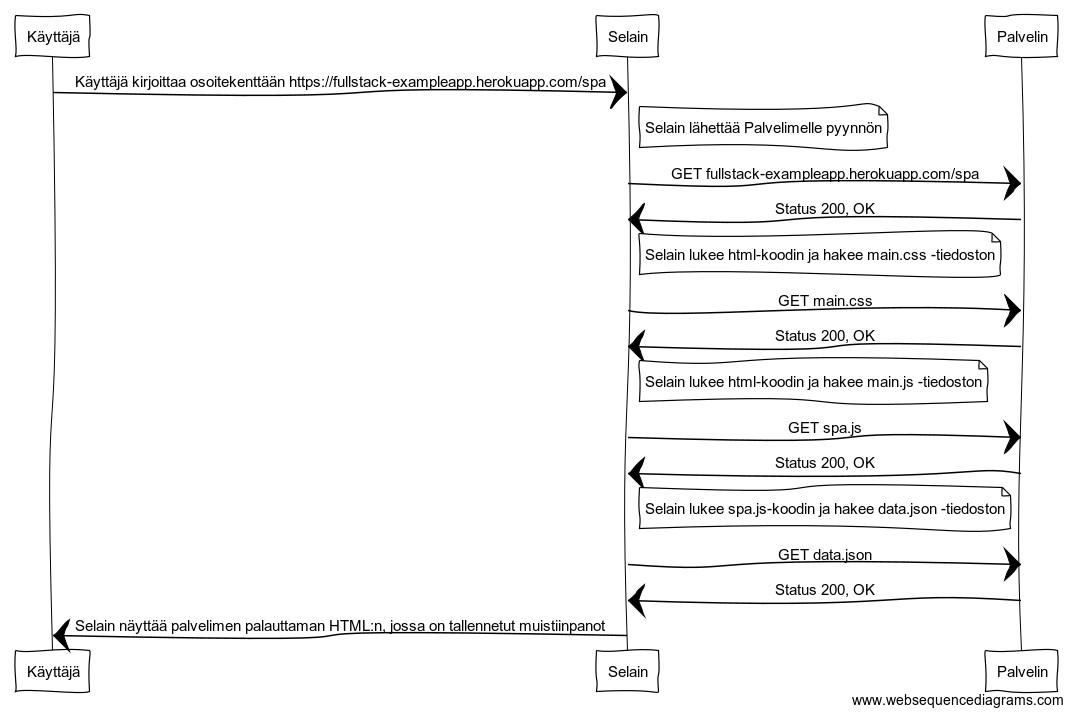 Käyttäjä
Selain
Palvelin
Käyttäjä kirjoittaa osoitekenttään https://fullstack-exampleapp.herokuapp.com/spa
Selain lähettää Palvelimelle pyynnön
GET fullstack-exampleapp.herokuapp.com/spa
Status 200, OK
Selain lukee html-koodin ja hakee main.css -tiedoston
GET main.css
Status 200, OK
Selain lukee html-koodin ja hakee main.js -tiedoston
GET spa.js
Status 200, OK
Selain lukee spa.js-koodin ja hakee data.json -tiedoston
GET data.json
Status 200, OK
Selain näyttää palvelimen palauttaman HTML:n, jossa on tallennetut muistiinpanot
Käyttäjä
Selain
Palvelin
www.websequencediagrams.com